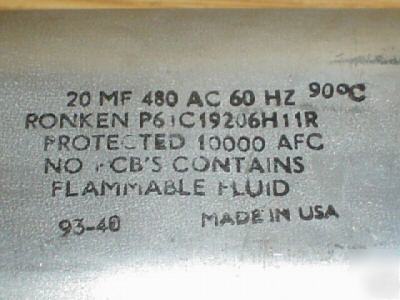 20 MF 480 AC 60 HZ 90°C
RONKEN P61C19206H11R
PROTECTED 10000 AFC
NO PCB'S CONTAINS
FLAMMABLE FLUID
93-40 MADE IN USA